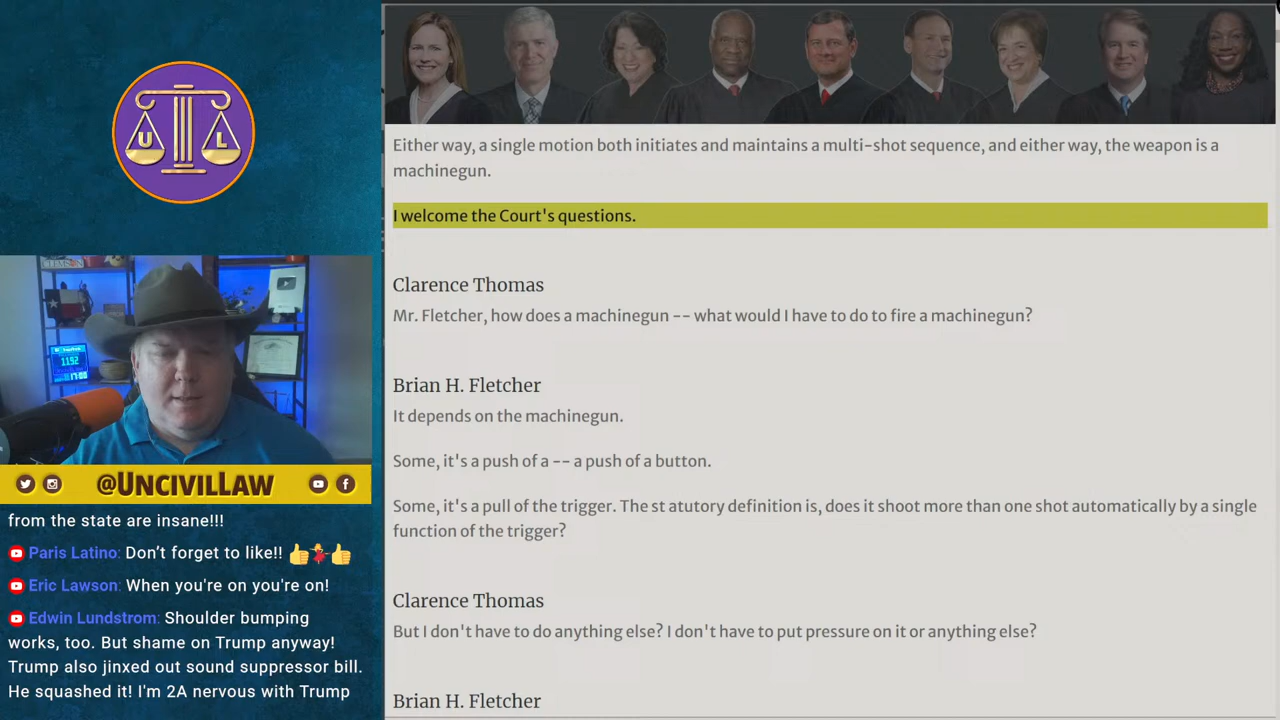 U L
1192
@UNCIVILLAW
from the state are insane!!!
Paris Latino: Don’t forget to like!! 👍💃👍
Eric Lawson: When you're on you're on!
Edwin Lundstrom: Shoulder bumping
works, too. But shame on Trump anyway!
Trump also jinxed out sound suppressor bill.
He squashed it! I'm 2A nervous with Trump
Either way, a single motion both initiates and maintains a multi-shot sequence, and either way, the weapon is a
machinegun.
I welcome the Court's questions.
Clarence Thomas
Mr. Fletcher, how does a machinegun -- what would I have to do to fire a machinegun?
Brian H. Fletcher
It depends on the machinegun.
Some, it's a push of a -- a push of a button.
Some, it's a pull of the trigger. The st atutory definition is, does it shoot more than one shot automatically by a single
function of the trigger?
Clarence Thomas
But I don't have to do anything else? I don't have to put pressure on it or anything else?
Brian H. Fletcher